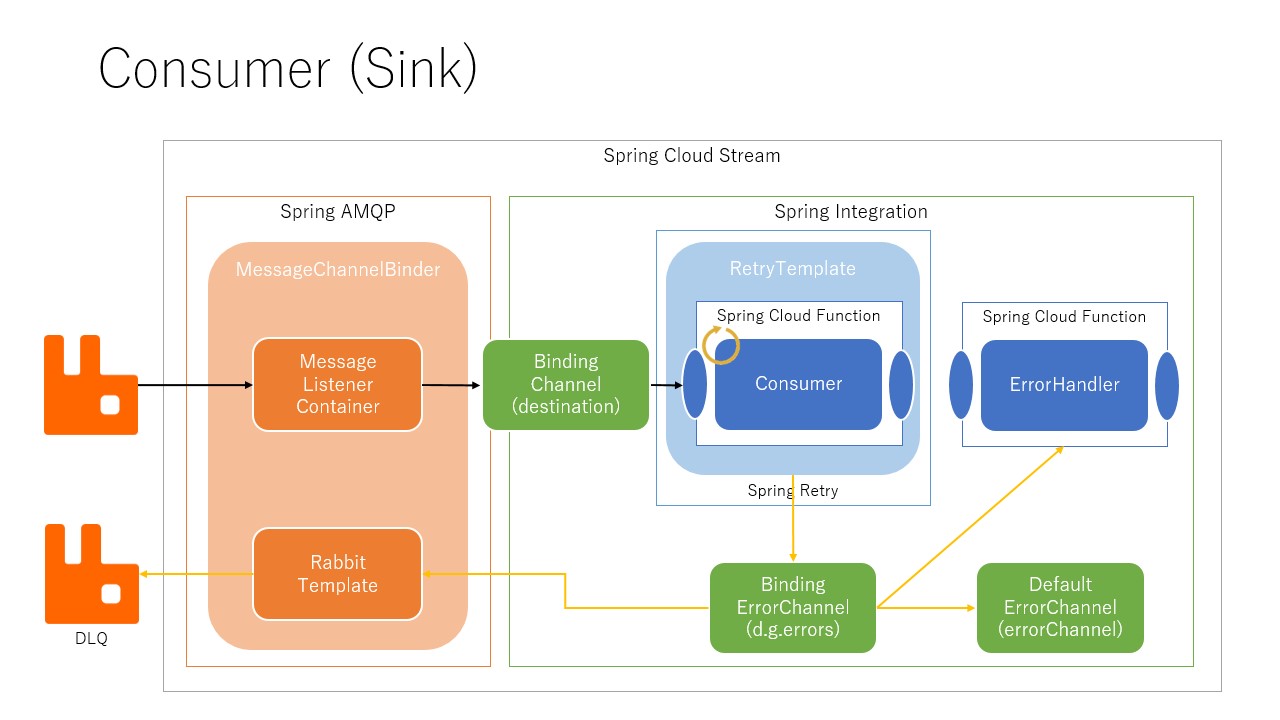 Consumer (Sink)
Spring Cloud Stream
Spring AMQP
Spring Integration
MessageChannelBinder
RetryTemplate
Spring Cloud Function
Spring Cloud Function
Message
Listener
Container
Binding
Channel
(destination)
Consumer
ErrorHandler
Spring Retry
Rabbit
Template
Binding
ErrorChannel
(d.g.errors)
Default
ErrorChannel
(errorChannel)
DLQ